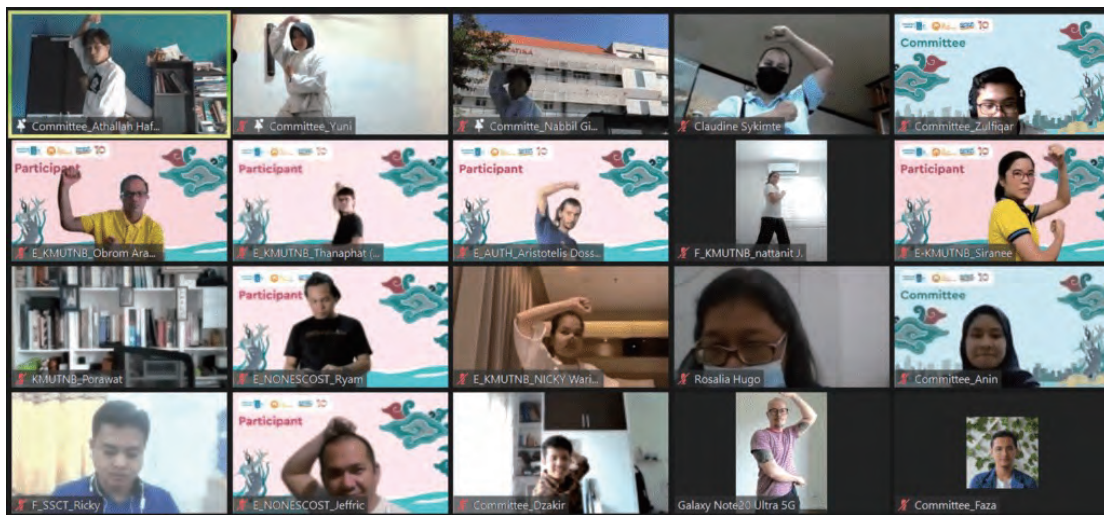 Committee_Athallah Haf...
Committee_Yuni
Committe_Nabbil Gi...
Claudine Sykimte
Committee
Committee_Zulfiqar
Participant
E_KMUTNB_Obrom Ara...
Participant
E_KMUTNB_Thanaphat (...
Participant
E_AUTH_Aristotelis Doss...
F_KMUTNB_nattanit J.
Participant
E-KMUTNB_Siranee
KMUTNB_Porawat
Participant
E_NONESCOST_Ryam
E_KMUTNB_NICKY Wari...
Rosalia Hugo
Committee
Committee_Anin
F_SSCT_Ricky
Participant
E_NONESCOST_Jeffric
Committee_Dzakir
Galaxy Note20 Ultra 5G
Committee_Faza